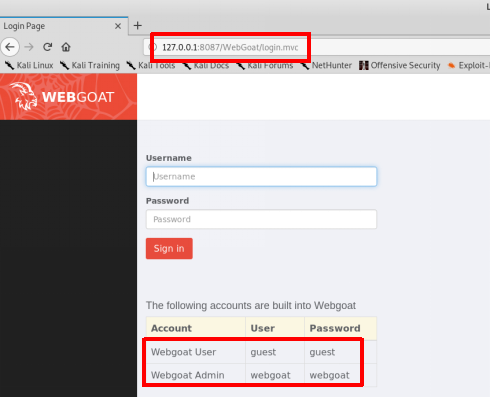 L
Login Page
127.0.0.1:8087/WebGoat/login.mvc
Kali Linux Kali Training Kali Tools Kali Docs Kali Forums NetHunter Offensive Security Exploit-
WEBGOAT
Username
Username
Password
Password
Sign in
The following accounts are built into Webgoat
Account User Password
Webgoat User guest guest
Webgoat Admin webgoat webgoat